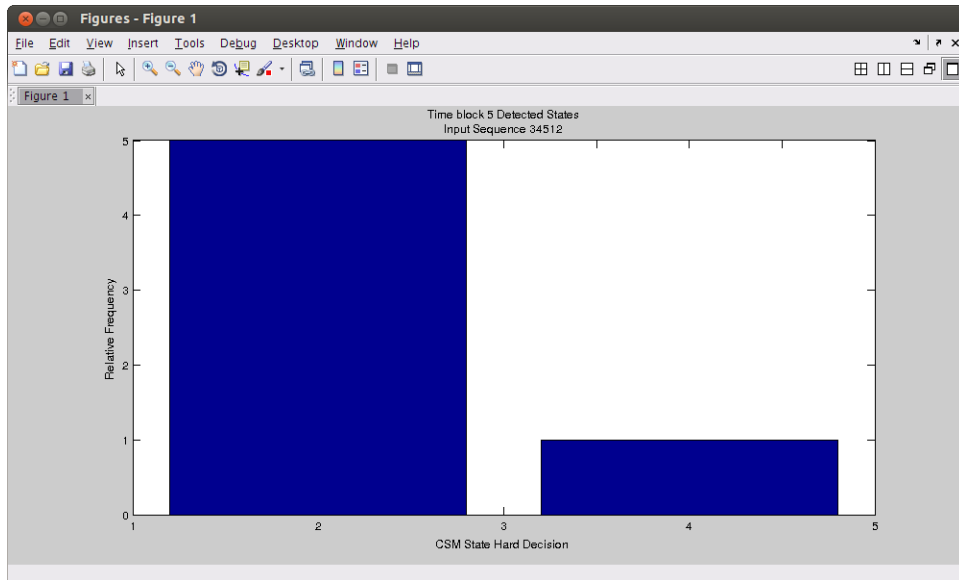 Figures - Figure 1
File Edit View Insert Tools Debug Desktop Window Help
Figure 1
Time block 5 Detected States
Input Sequence 34512
5
4
3
2
1
0
Relative Frequency
1 2 3 4 5
CSM State Hard Decision